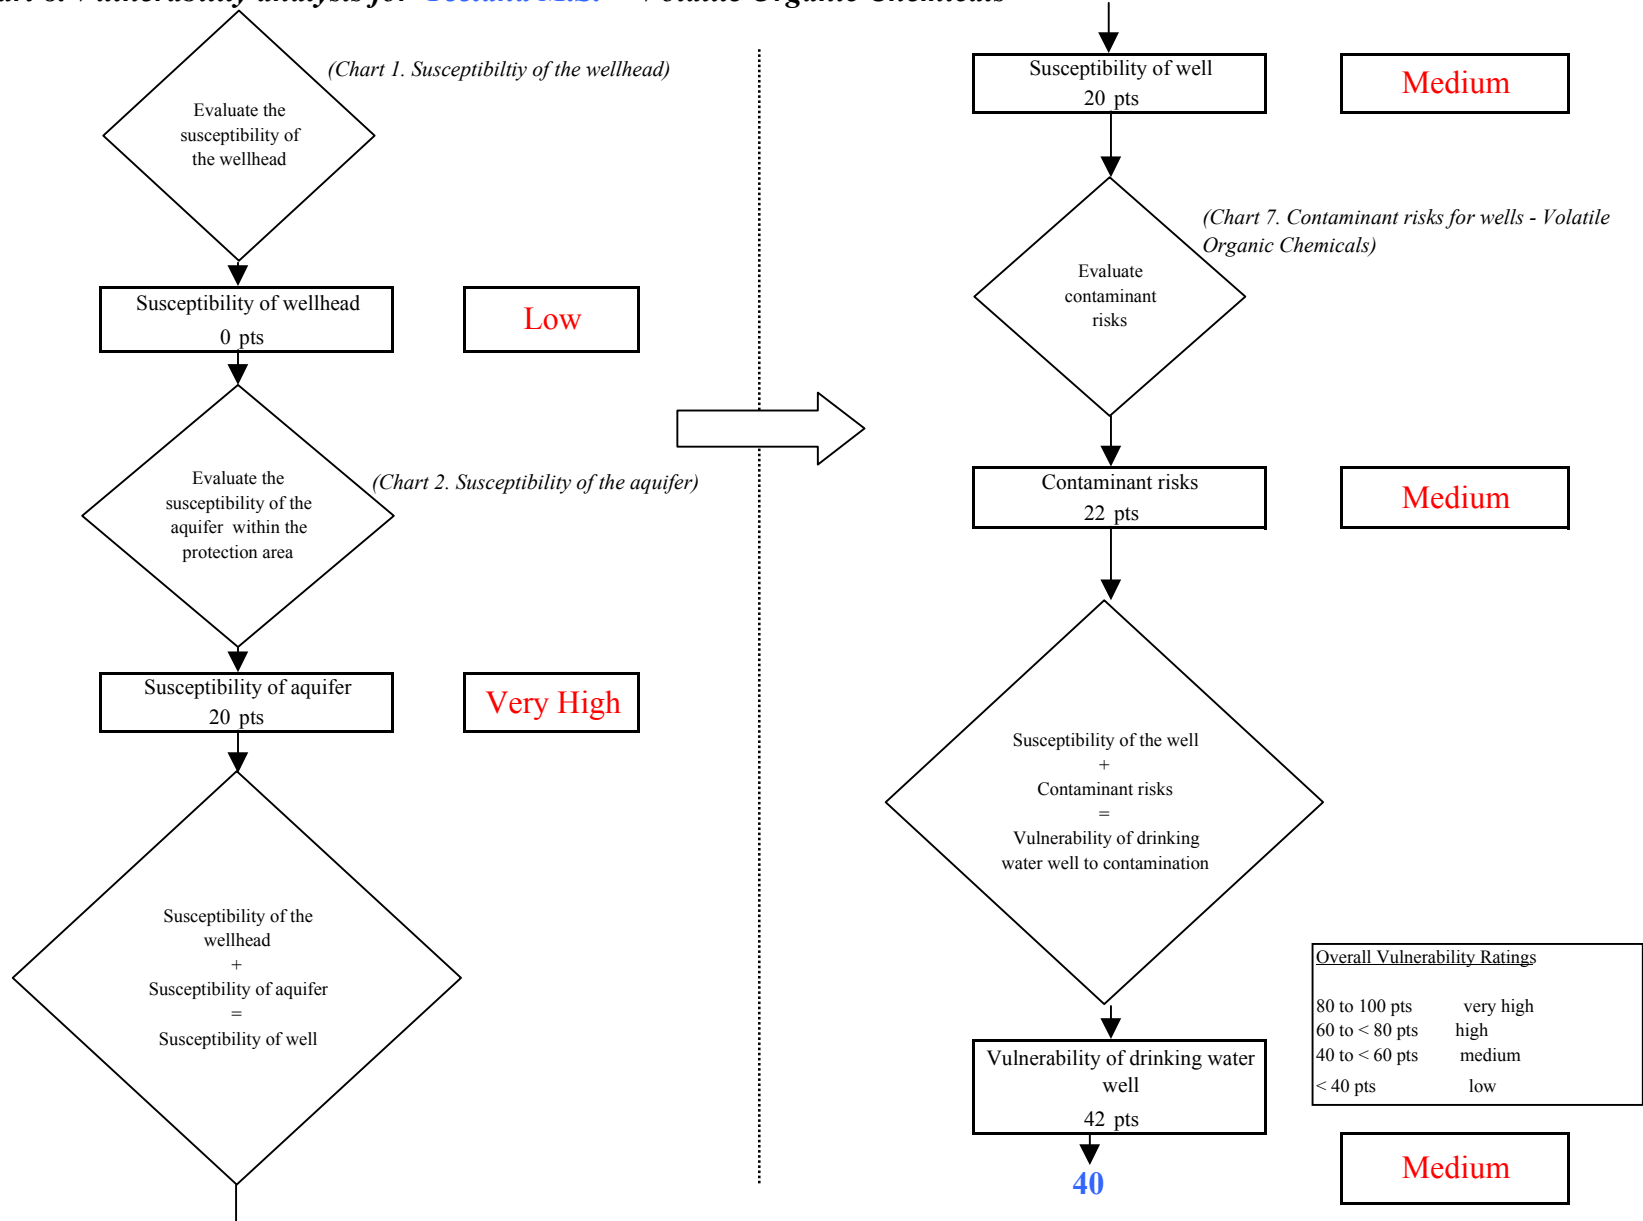 Vulnerability analysis for
Volatile Organic Chemicals
(Chart 1. Susceptibiltiy of the wellhead)
Evaluate the
susceptibility of
the wellhead
Susceptibility of wellhead
0 pts
Low
Evaluate the
susceptibility of the
aquifer within the
protection area
(Chart 2. Susceptibility of the aquifer)
Susceptibility of aquifer
20 pts
Very High
Susceptibility of the
wellhead
+
Susceptibility of aquifer
=
Susceptibility of well
Susceptibility of well
20 pts
Medium
(Chart 7. Contaminant risks for wells - Volatile
Organic Chemicals)
Evaluate
contaminant
risks
Contaminant risks
22 pts
Medium
Susceptibility of the well
+
Contaminant risks
=
Vulnerability of drinking
water well to contamination
Overall Vulnerability Ratings
80 to 100 pts very high
60 to < 80 pts high
40 to < 60 pts medium
< 40 pts low
Vulnerability of drinking water
well
42 pts
40
Medium